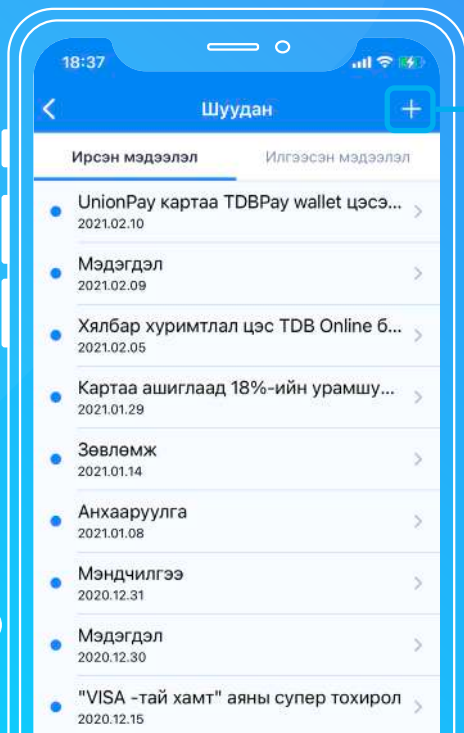 18:37
Шуудан
Ирсэн мэдээлэл
Илгээсэн мэдээлэл
UnionPay картаа TDBPay wallet цэсэ...
2021.02.10
Мэдэгдэл
2021.02.09
Хялбар хуримтлал цэс TDB Online б...
2021.02.05
Картаа ашиглаад 18%-ийн урамшу...
2021.01.29
Зөвлөмж
2021.01.14
Анхааруулга
2021.01.08
Мэндчилгээ
2020.12.31
Мэдэгдэл
2020.12.30
"VISA -тай хамт" аяны супер тохирол
2020.12.15